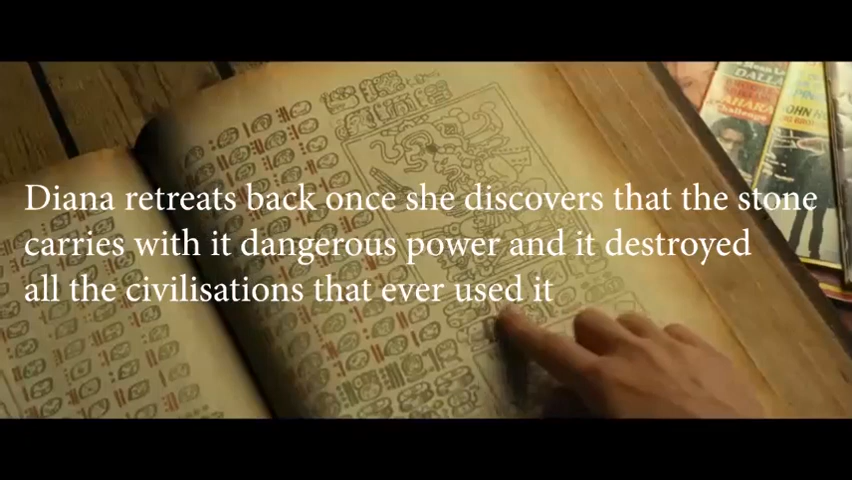 DALLA
Diana retreats back once she discovers that the stone
carries with it dangerous power and it destroyed
all the civilisations that ever used it